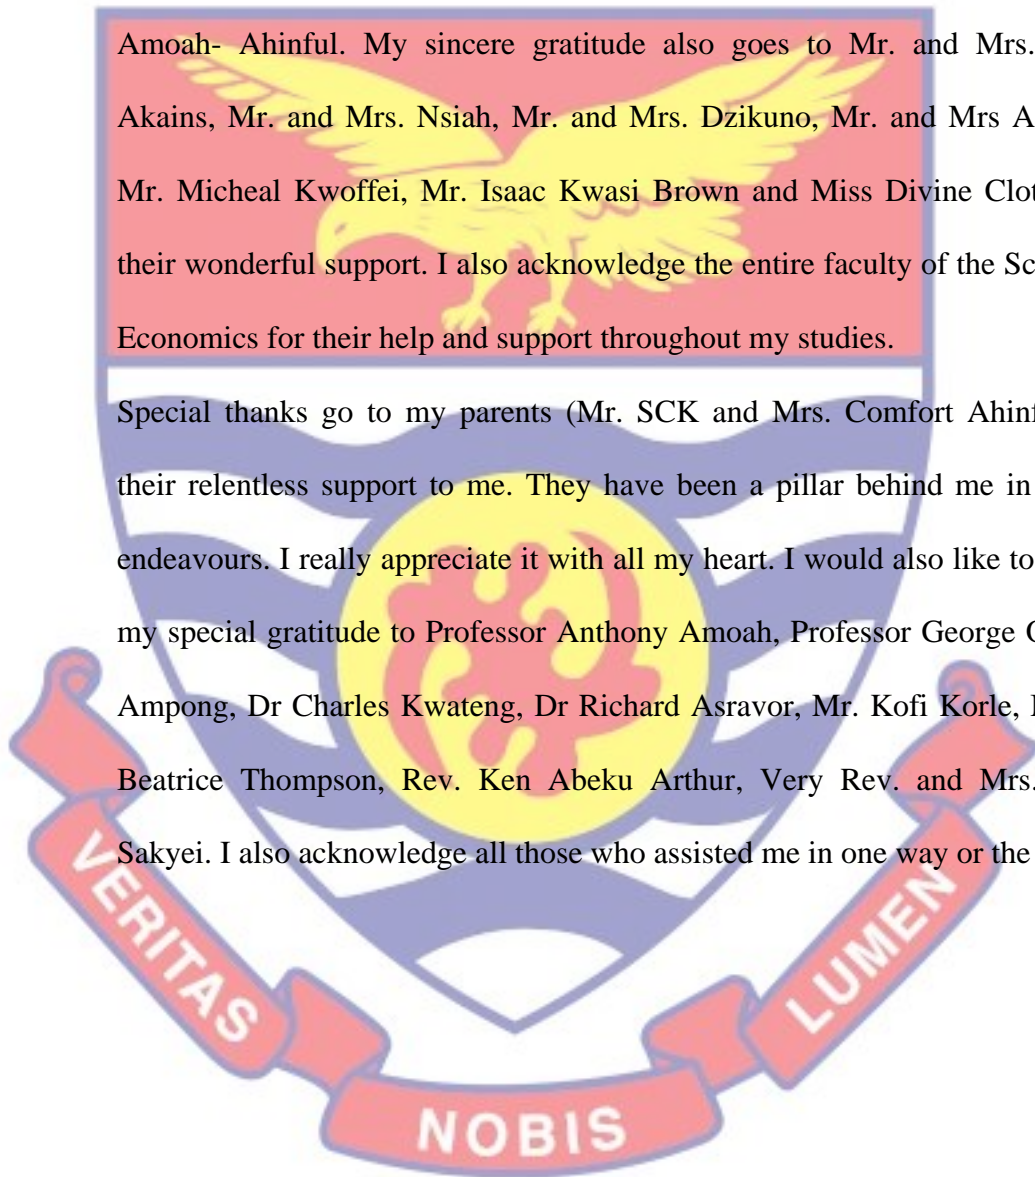 Amoah- Ahinful. My sincere gratitude also goes to Mr. and Mrs.
Akains, Mr. and Mrs. Nsiah, Mr. and Mrs. Dzikuno, Mr. and Mrs A
Mr. Micheal Kwoffei, Mr. Isaac Kwasi Brown and Miss Divine Clot
their wonderful support. I also acknowledge the entire faculty of the Sc
Economics for their help and support throughout my studies.
Special thanks go to my parents (Mr. SCK and Mrs. Comfort Ahinf
their relentless support to me. They have been a pillar behind me in
endeavours. I really appreciate it with all my heart. I would also like to
my special gratitude to Professor Anthony Amoah, Professor George
Ampong, Dr Charles Kwateng, Dr Richard Asravor, Mr. Kofi Korle,
Beatrice Thompson, Rev. Ken Abeku Arthur, Very Rev. and Mrs.
Sakyei. I also acknowledge all those who assisted me in one way or the
VERITAS
NOBIS
LUMEN